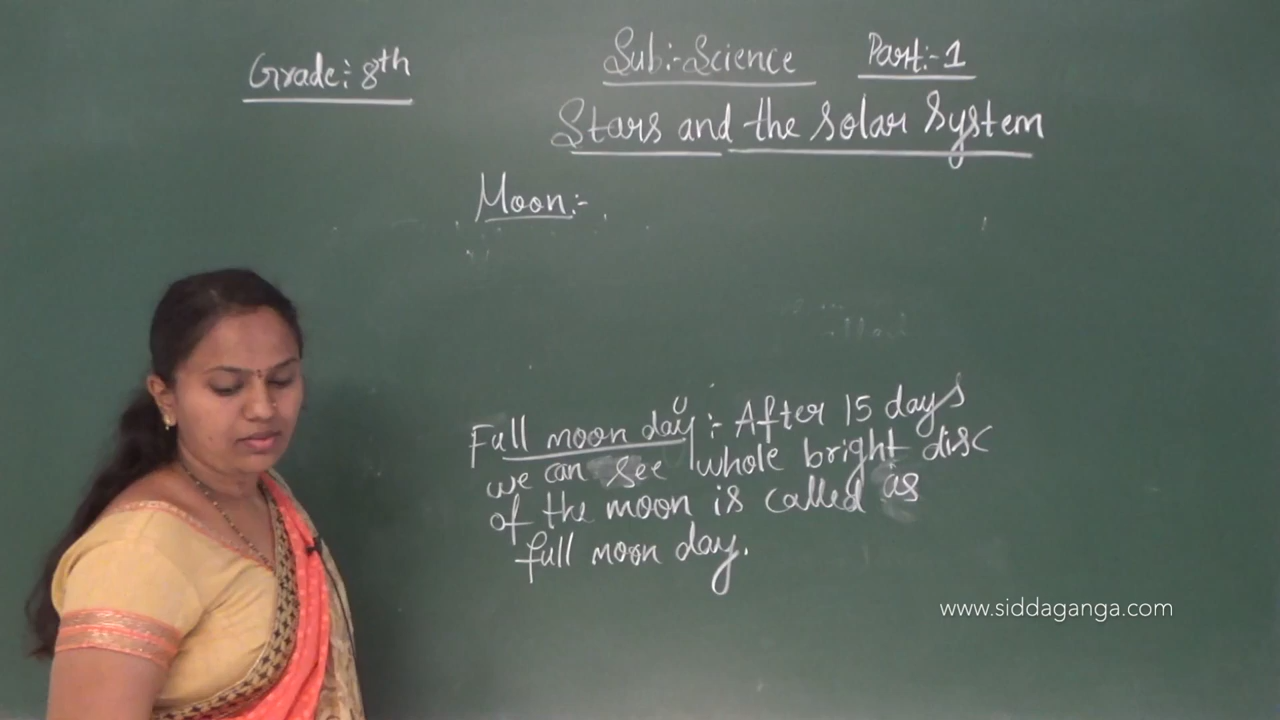 Grade:- 8th
Sub:-Science Part:-1
Stars and the Solar System
Moon:-
Full moon day :- After 15 days
we can see whole bright disc
of the moon is called as
full moon day.
www.siddaganga.com